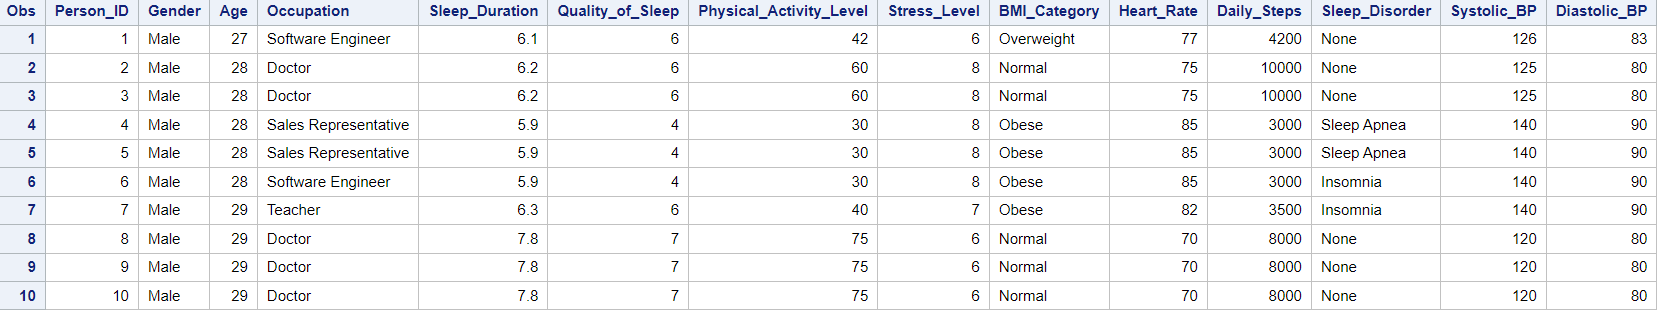 Obs Person_ID Gender Age Occupation Sleep_Duration Quality_of_Sleep Physical_Activity_Level Stress_Level BMI_Category Heart_Rate Daily_Steps Sleep_Disorder Systolic_BP Diastolic_BP
1 1 Male 27 Software Engineer 6.1 6 42 6 Overweight 77 4200 None 126 83
2 2 Male 28 Doctor 6.2 6 60 8 Normal 75 10000 None 125 80
3 3 Male 28 Doctor 6.2 6 60 8 Normal 75 10000 None 125 80
4 4 Male 28 Sales Representative 5.9 4 30 8 Obese 85 3000 Sleep Apnea 140 90
5 5 Male 28 Sales Representative 5.9 4 30 8 Obese 85 3000 Sleep Apnea 140 90
6 6 Male 28 Software Engineer 5.9 4 30 8 Obese 85 3000 Insomnia 140 90
7 7 Male 29 Teacher 6.3 6 40 7 Obese 82 3500 Insomnia 140 90
8 8 Male 29 Doctor 7.8 7 75 6 Normal 70 8000 None 120 80
9 9 Male 29 Doctor 7.8 7 75 6 Normal 70 8000 None 120 80
10 10 Male 29 Doctor 7.8 7 75 6 Normal 70 8000 None 120 80